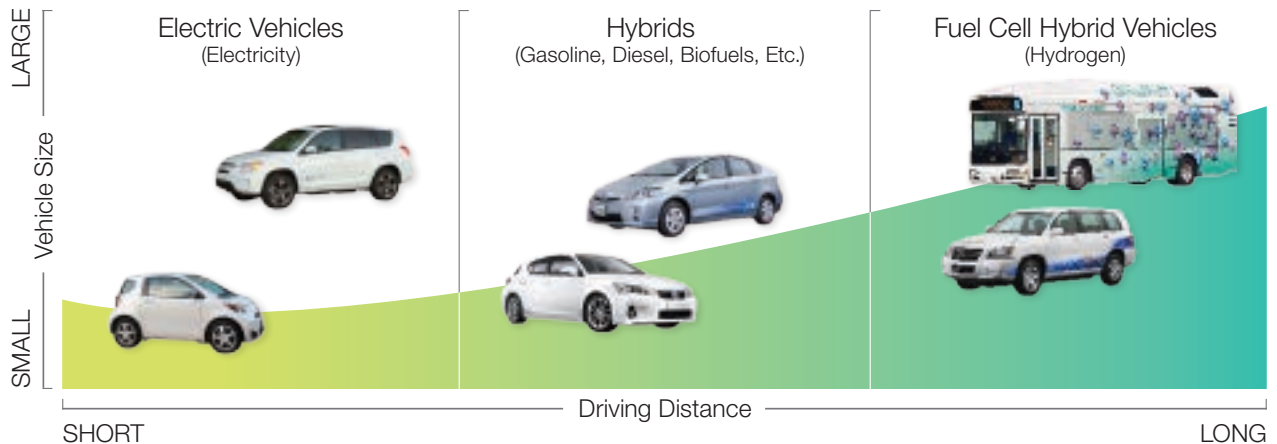 LARGE
Vehicle Size
SMALL
Electric Vehicles
(Electricity)
Hybrids
(Gasoline, Diesel, Biofuels, Etc.)
Fuel Cell Hybrid Vehicles
(Hydrogen)
Driving Distance
SHORT
LONG